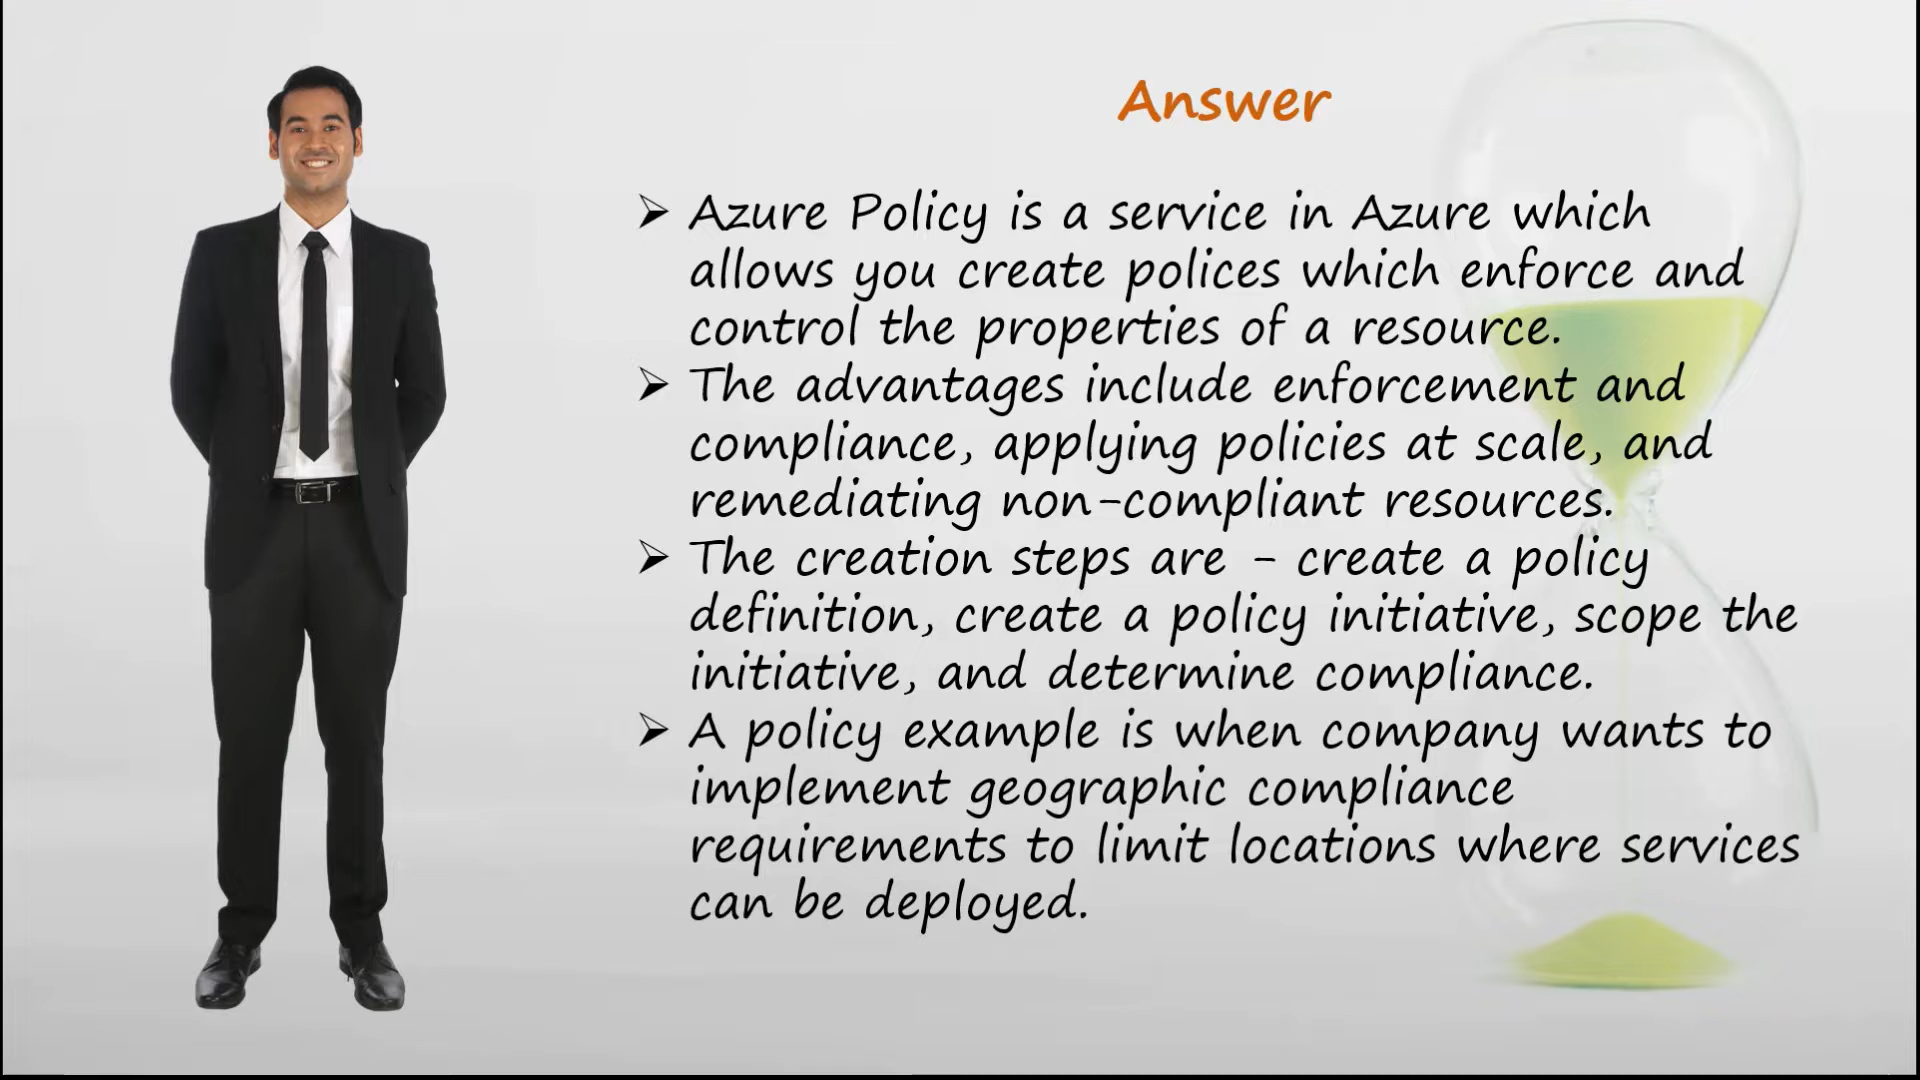 Answer
➢ Azure Policy is a service in Azure which
allows you create polices which enforce and
control the properties of a resource.
➢ The advantages include enforcement and
compliance, applying policies at scale, and
remediating non-compliant resources.
➢ The creation steps are - create a policy
definition, create a policy initiative, scope the
initiative, and determine compliance.
➢ A policy example is when company wants to
implement geographic compliance
requirements to limit locations where services
can be deployed.